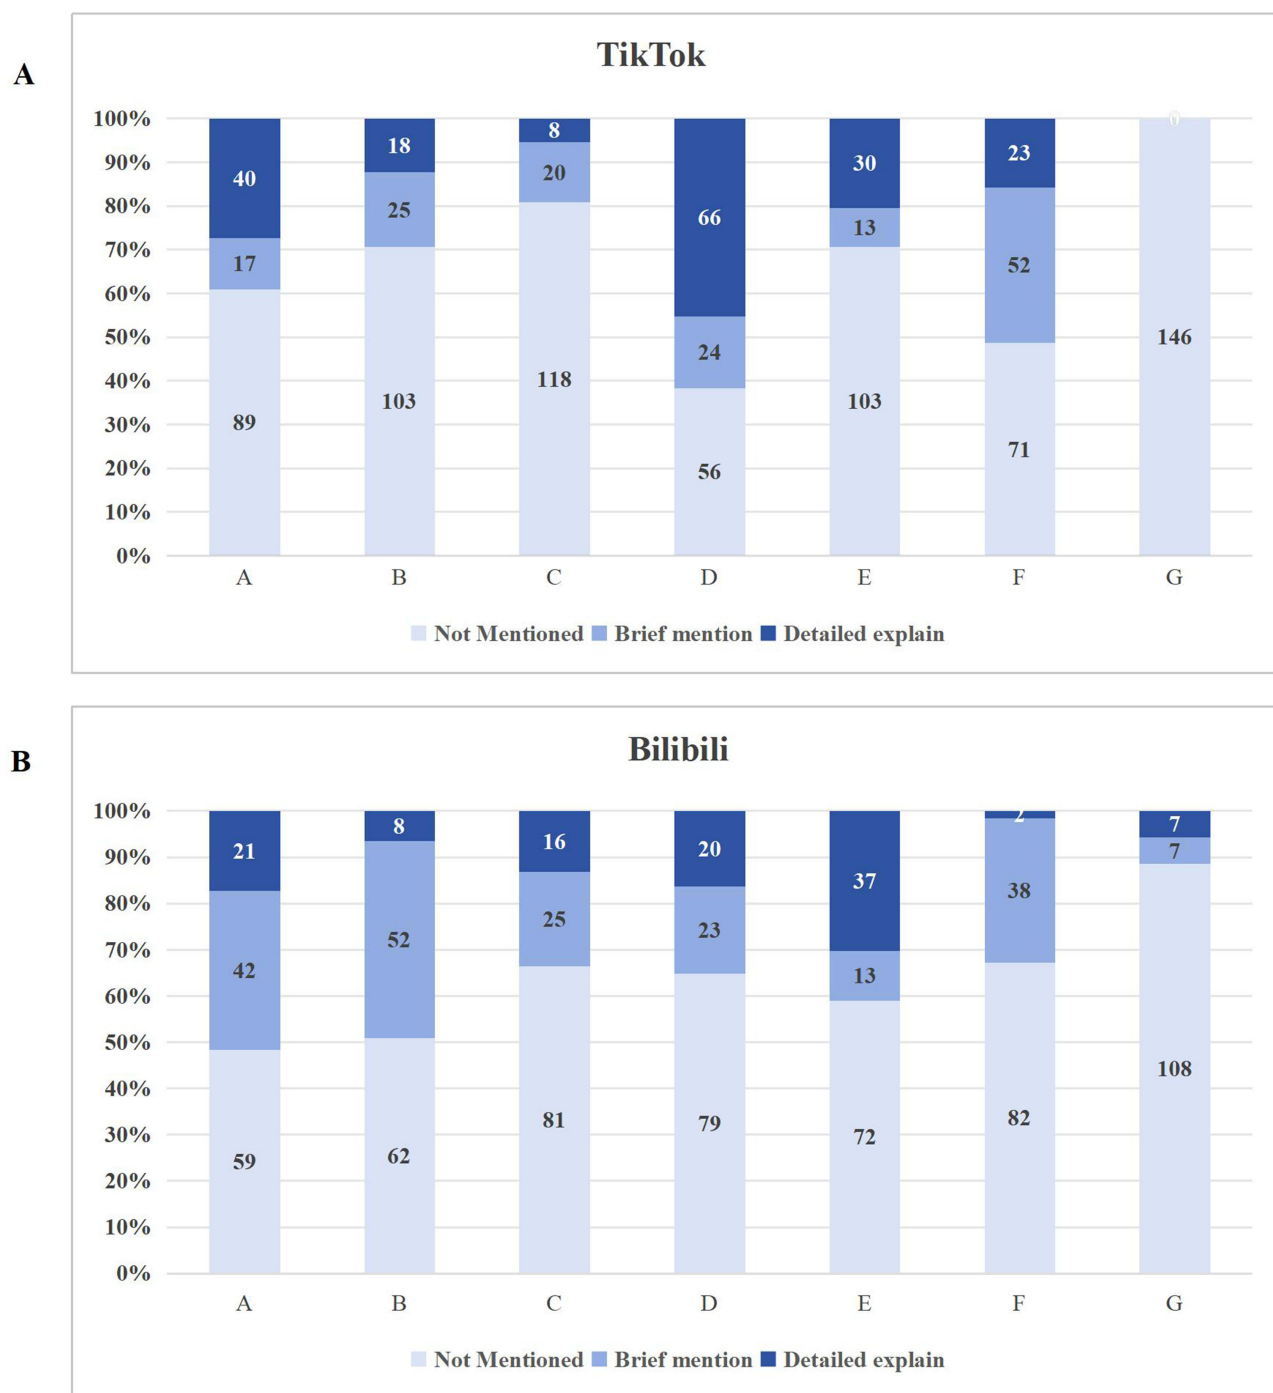 A
TikTok
100%
90%
80%
70%
60%
50%
40%
30%
20%
10%
0%
40 18 8 66 30 23 0
17 25 20 24 13 52
89 103 118 56 103 71 146
A B C D E F G
Not Mentioned Brief mention Detailed explain
B
Bilibili
100%
90%
80%
70%
60%
50%
40%
30%
20%
10%
0%
21 8 16 20 37 2 7
42 52 25 23 13 38 7
59 62 81 79 72 82 108
A B C D E F G
Not Mentioned Brief mention Detailed explain